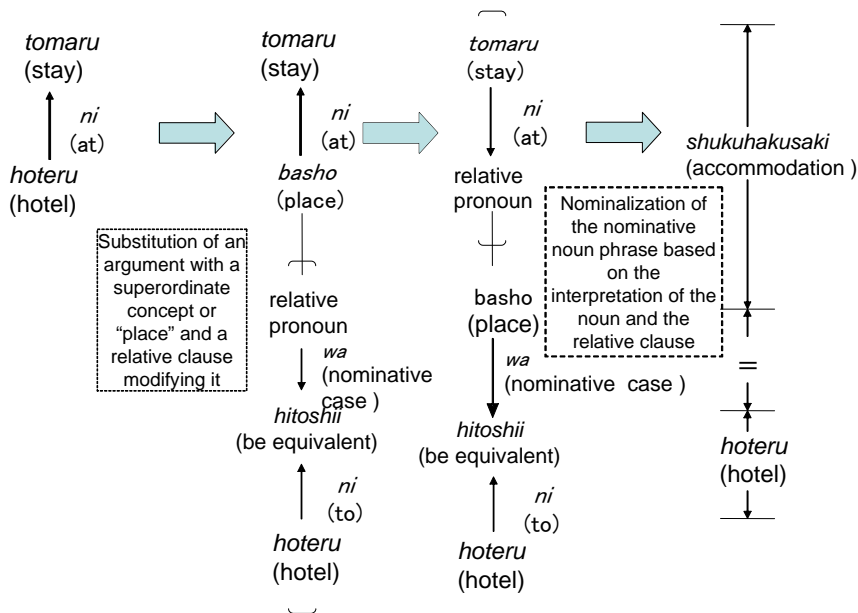 tomaru
(stay)
ni
(at)
hoteru
(hotel)
Substitution of an
argument with a
superordinate
concept or
“place” and a
relative clause
modifying it
tomaru
(stay)
ni
(at)
basho
(place)
relative
pronoun
wa
(nominative
case )
hitoshii
(be equivalent)
ni
(to)
hoteru
(hotel)
tomaru
(stay)
ni
(at)
relative
pronoun
basho
(place)
wa
(nominative case )
hitoshii
(be equivalent)
ni
(to)
hoteru
(hotel)
Nominalization of
the nominative
noun phrase based
on the
interpretation of the
noun and the
relative clause
shukuhakusaki
(accommodation )
=
hoteru
(hotel)